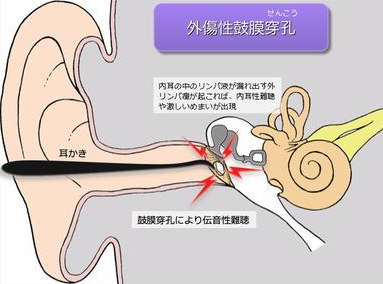 せんこう
外傷性鼓膜穿孔
内耳の中のリンパ液が漏れ出す外
リンパ瘻が起これば、内耳性難聴
や激しいめまいが出現
耳かき
鼓膜穿孔により伝音性難聴